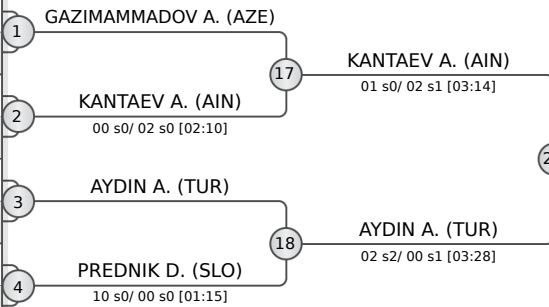 GAZIMAMMADOV A. (AZE)
1
17
KANTAEV A. (AIN)
01 s0/ 02 s1 [03:14]
KANTAEV A. (AIN)
2
00 s0/ 02 s0 [02:10]
AYDIN A. (TUR)
3
18
AYDIN A. (TUR)
02 s2/ 00 s1 [03:28]
PREDNIK D. (SLO)
4
10 s0/ 00 s0 [01:15]